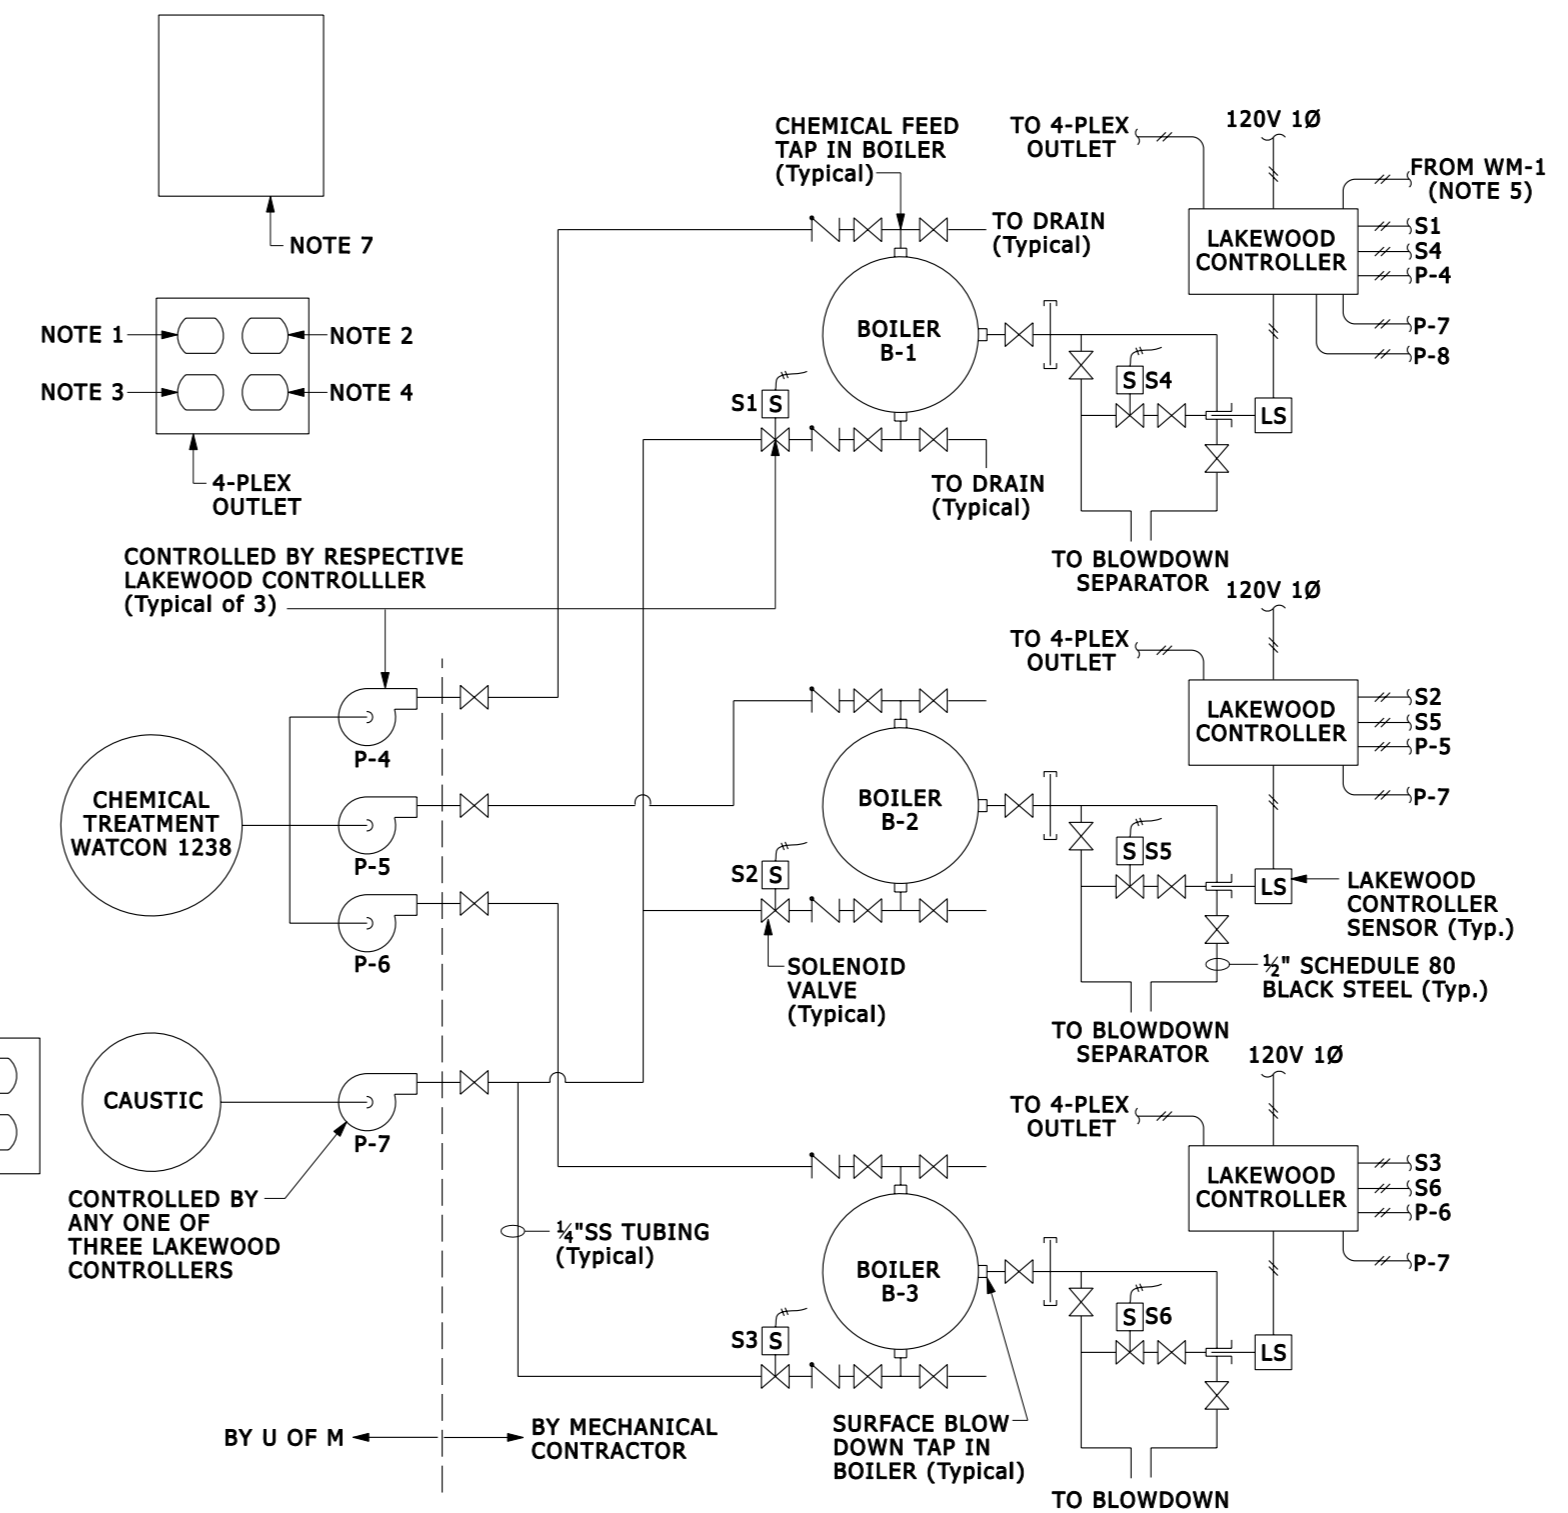 NOTE 7
NOTE 1
NOTE 2
NOTE 3
NOTE 4
4-PLEX
OUTLET
CONTROLLED BY RESPECTIVE
LAKEWOOD CONTROLLLER
(Typical of 3)
CHEMICAL FEED
TAP IN BOILER
(Typical)
TO DRAIN
(Typical)
BOILER
B-1
S1
S
TO DRAIN
(Typical)
S
S4
LS
TO BLOWDOWN
SEPARATOR
TO 4-PLEX
OUTLET
120V 1Ø
FROM WM-1
(NOTE 5)
LAKEWOOD
CONTROLLER
S1
S4
P-4
P-7
P-8
CHEMICAL
TREATMENT
WATCON 1238
P-4
P-5
P-6
BOILER
B-2
S2
S
SOLENOID
VALVE
(Typical)
S
S5
LS
TO BLOWDOWN
SEPARATOR
TO 4-PLEX
OUTLET
120V 1Ø
LAKEWOOD
CONTROLLER
S2
S5
P-5
P-7
LAKEWOOD
CONTROLLER
SENSOR (Typ.)
½" SCHEDULE 80
BLACK STEEL (Typ.)
CAUSTIC
P-7
CONTROLLED BY
ANY ONE OF
THREE LAKEWOOD
CONTROLLERS
¼"SS TUBING
(Typical)
BOILER
B-3
S3
S
SURFACE BLOW
DOWN TAP IN
BOILER (Typical)
S
S6
LS
TO BLOWDOWN
TO 4-PLEX
OUTLET
120V 1Ø
LAKEWOOD
CONTROLLER
S3
S6
P-6
P-7
BY U OF M
BY MECHANICAL
CONTRACTOR